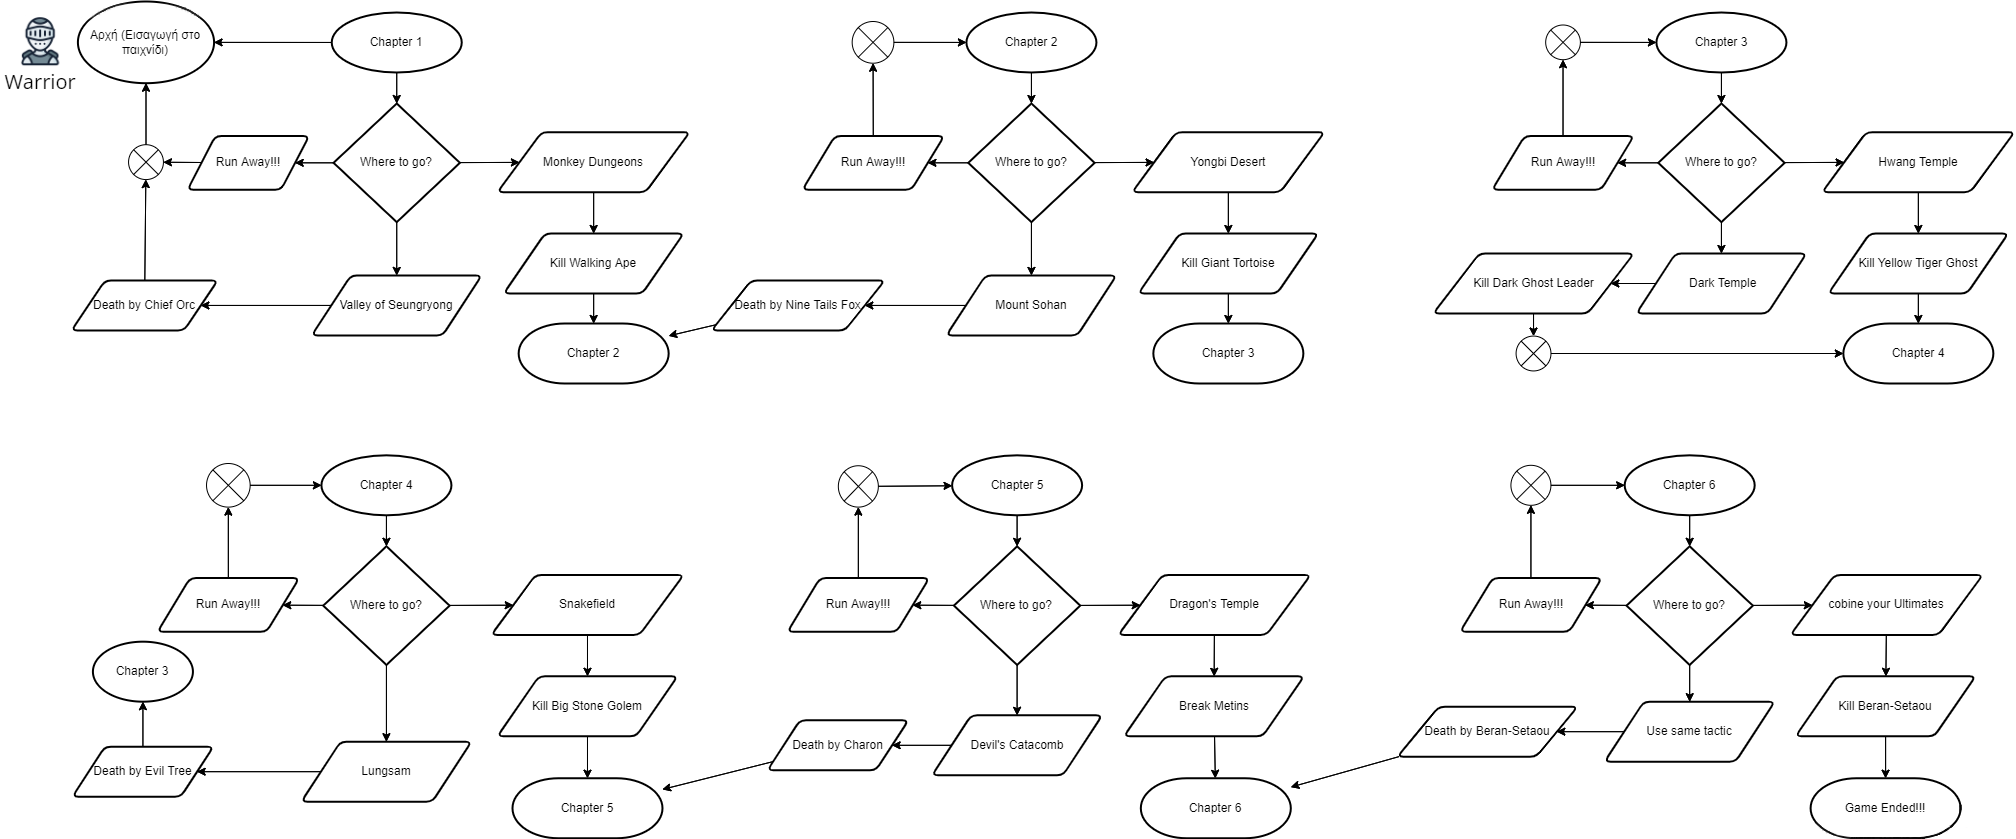 Warrior
Αρχή (Εισαγωγή στο
παιχνίδι)
Chapter 1
Run Away!!!
Where to go?
Monkey Dungeons
Kill Walking Ape
Death by Chief Orc
Valley of Seungryong
Chapter 2
Chapter 2
Run Away!!!
Where to go?
Yongbi Desert
Kill Giant Tortoise
Death by Nine Tails Fox
Mount Sohan
Chapter 3
Chapter 3
Run Away!!!
Where to go?
Hwang Temple
Kill Yellow Tiger Ghost
Kill Dark Ghost Leader
Dark Temple
Chapter 4
Chapter 4
Run Away!!!
Where to go?
Snakefield
Chapter 3
Kill Big Stone Golem
Death by Evil Tree
Lungsam
Chapter 5
Chapter 5
Run Away!!!
Where to go?
Dragon's Temple
Break Metins
Death by Charon
Devil's Catacomb
Chapter 6
Chapter 6
Run Away!!!
Where to go?
cobine your Ultimates
Kill Beran-Setaou
Death by Beran-Setaou
Use same tactic
Game Ended!!!